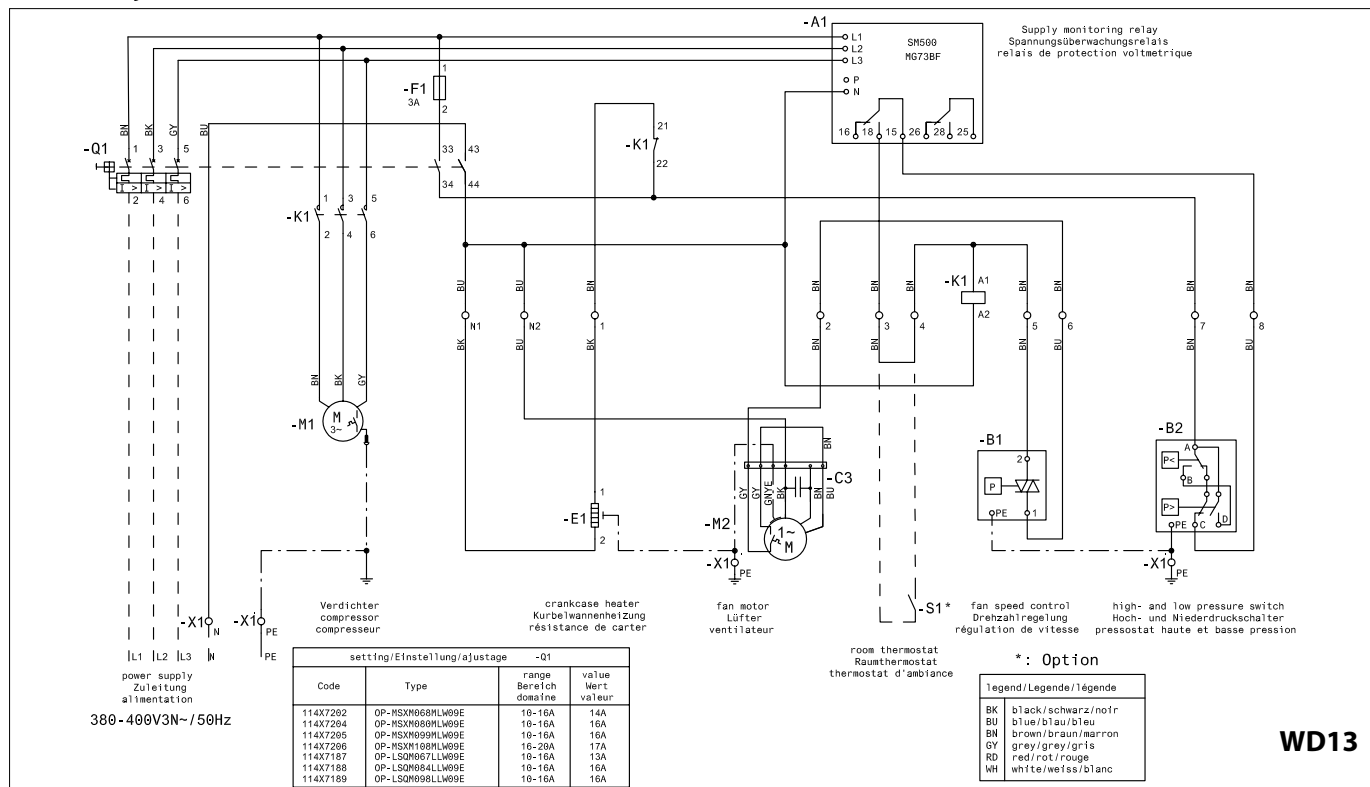 -A1
L1
L2
L3
P
N
SM500
MG73BF
16 18 15 26 28 25
Supply monitoring relay
Spannungsüberwachungsrelais
relais de protection voltmetrique
-F1
3A
1
2
BN
BK
GY
BU
-Q1
1 3 5
I > I > I >
2 4 6
33 43
34 44
21
-K1
22
-K1
1 3 5
2 4 6
BU
BU
BN
BN
BN
BN
-K1 A1
A2
BN
BN
BN
BN
N1
N2
1
2
3
4
5
6
7
8
BK
BU
BK
BN
BN
BN
BN
BU
BN
BU
BN
BK
GY
-M1
M
3~
-E1
1
2
-M2
GY
GY
GNYE
BK
BN
BU
BN
-C3
1~
M
-X1
PE
-S1*
-B1
2
P
PE
1
-B2
A
P<
B
P>
PE
C
D
-X1
PE
-X1
N
-X1
PE
L1
L2
L3
N
PE
power supply
Zuleitung
alimentation
380-400V3N~/50Hz
Verdichter
compressor
compresseur
crankcase heater
Kurbelwannenheizung
résistance de carter
fan motor
Lüfter
ventilateur
room thermostat
Raumthermostat
thermostat d'ambiance
fan speed control
Drehzahlregelung
régulation de vitesse
high- and low pressure switch
Hoch- und Niederdruckschalter
pressostat haute et basse pression
*: Option
setting/Einstellung/ajustage -Q1
Code Type range Bereich domaine value Wert valeur
114X7202 OP-MSXM068MLW09E 10-16A 14A
114X7204 OP-MSXM080MLW09E 10-16A 16A
114X7205 OP-MSXM099MLW09E 10-16A 16A
114X7206 OP-MSXM108MLW09E 16-20A 17A
114X7187 OP-LSQM067LLW09E 10-16A 13A
114X7188 OP-LSQM084LLW09E 10-16A 16A
114X7189 OP-LSQM098LLW09E 10-16A 16A
legend/Legende/légende
BK black/schwarz/noir
BU blue/blau/bleu
BN brown/braun/marron
GY grey/grey/gris
RD red/rot/rouge
WH white/weiss/blanc
WD13